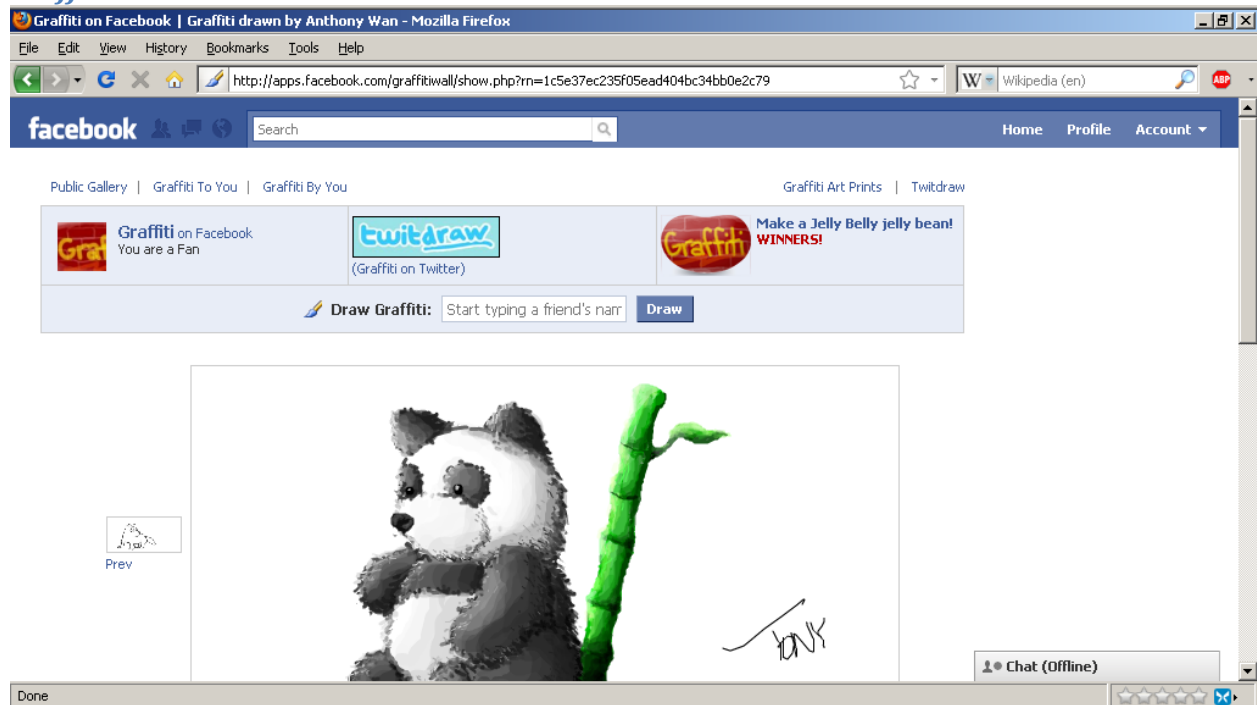 Graffiti on Facebook | Graffiti drawn by Anthony Wan - Mozilla Firefox
File Edit View History Bookmarks Tools Help
http://apps.facebook.com/graffitiwall/show.php?rn=1c5e37ec235f05ead404bc34bb0e2c79 W Wikipedia (en) ABP
facebook Search Home Profile Account
Public Gallery | Graffiti To You | Graffiti By You Graffiti Art Prints | Twitdraw
Graf Graffiti on Facebook twitdraw Graffiti Make a Jelly Belly jelly bean!
You are a Fan WINNERS!
(Graffiti on Twitter)
Draw Graffiti: Start typing a friend's nam Draw
Prev
TONY
Chat (Offline)
Done